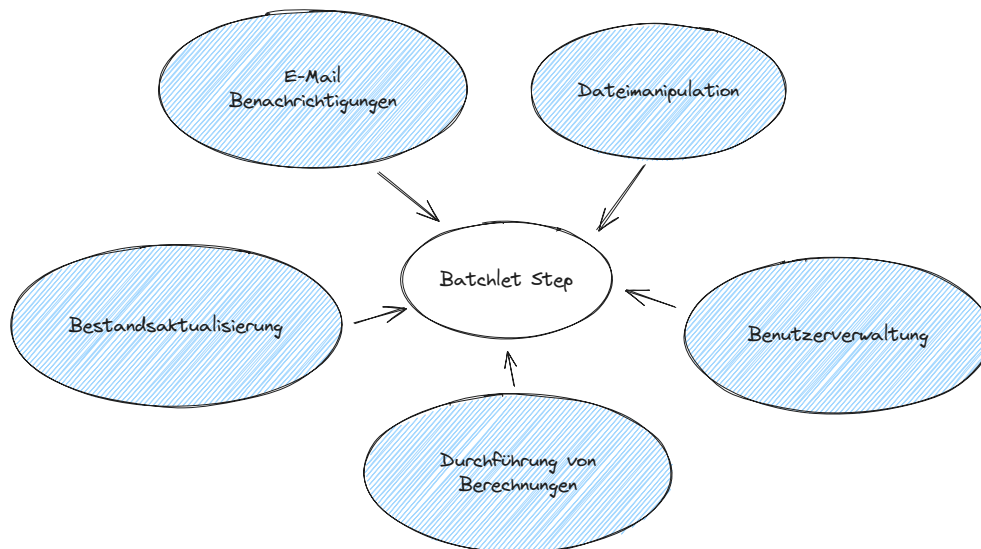 E-Mail
Benachrichtigungen
Dateimanipulation
Batchlet Step
Bestandsaktualisierung
Benutzerverwaltung
Durchführung von
Berechnungen